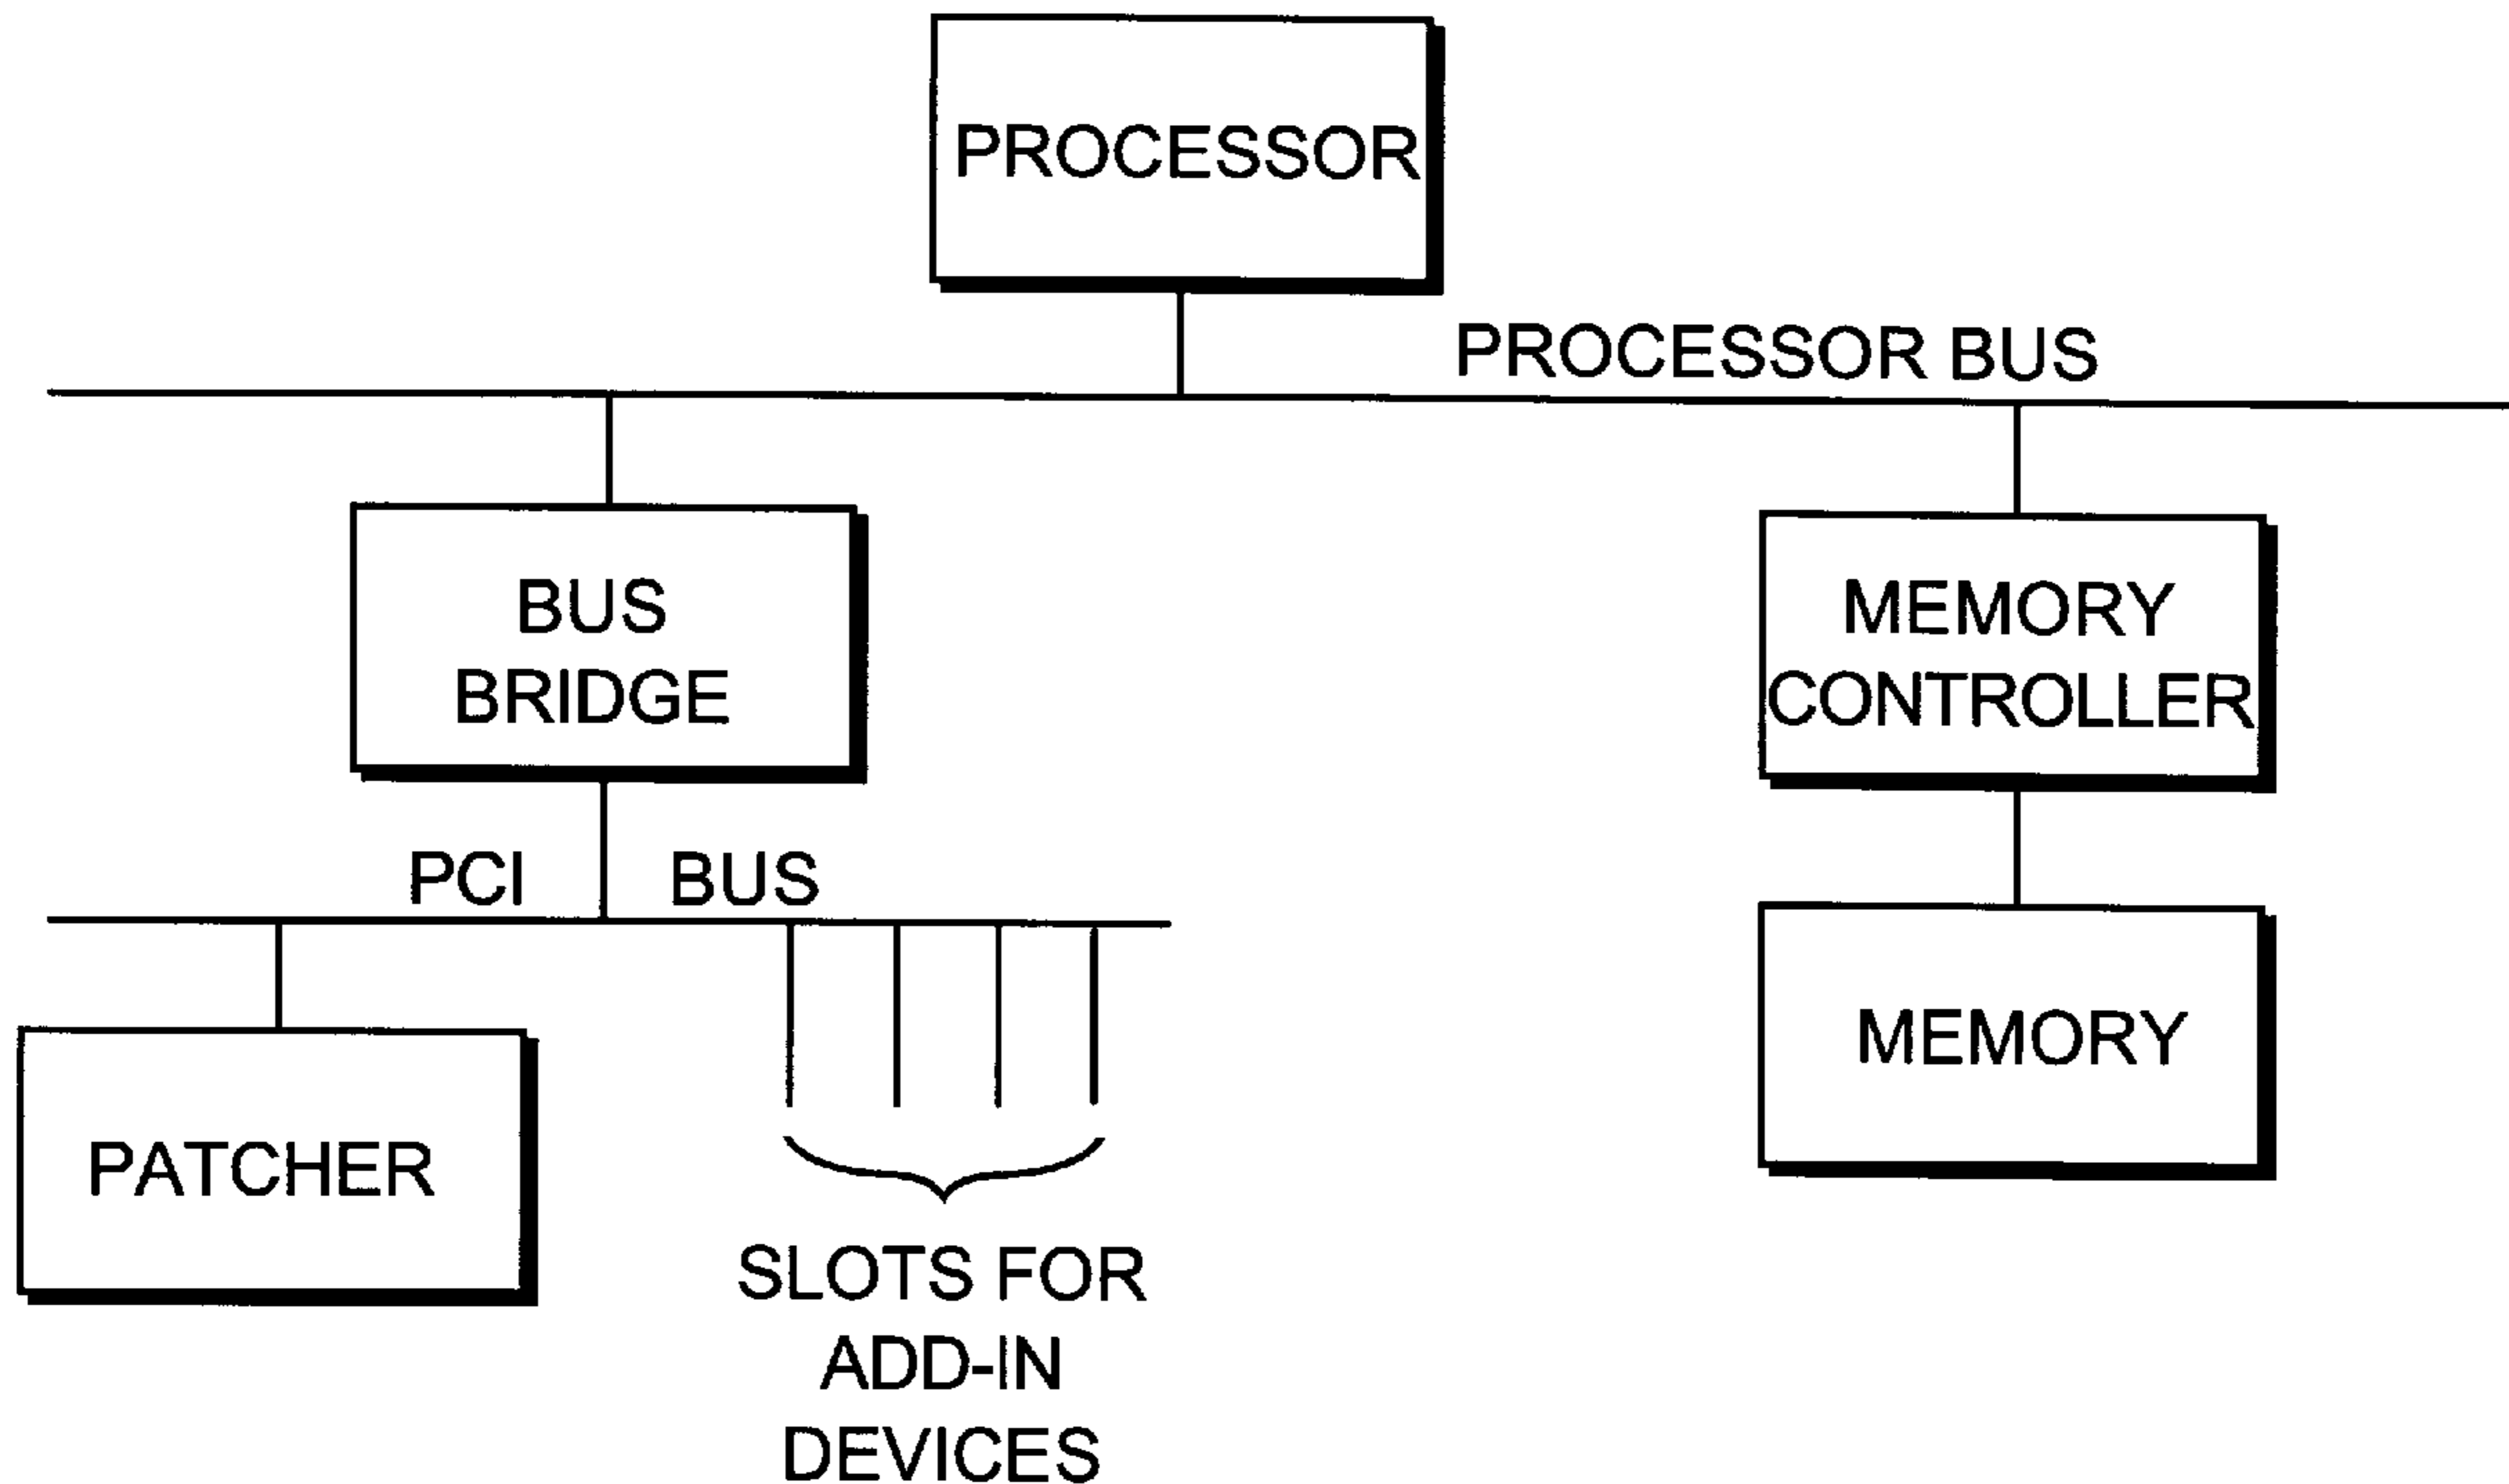 PROCESSOR
PROCESSOR BUS
BUS
BRIDGE
MEMORY
CONTROLLER
PCI BUS
MEMORY
PATCHER
SLOTS FOR
ADD-IN
DEVICES